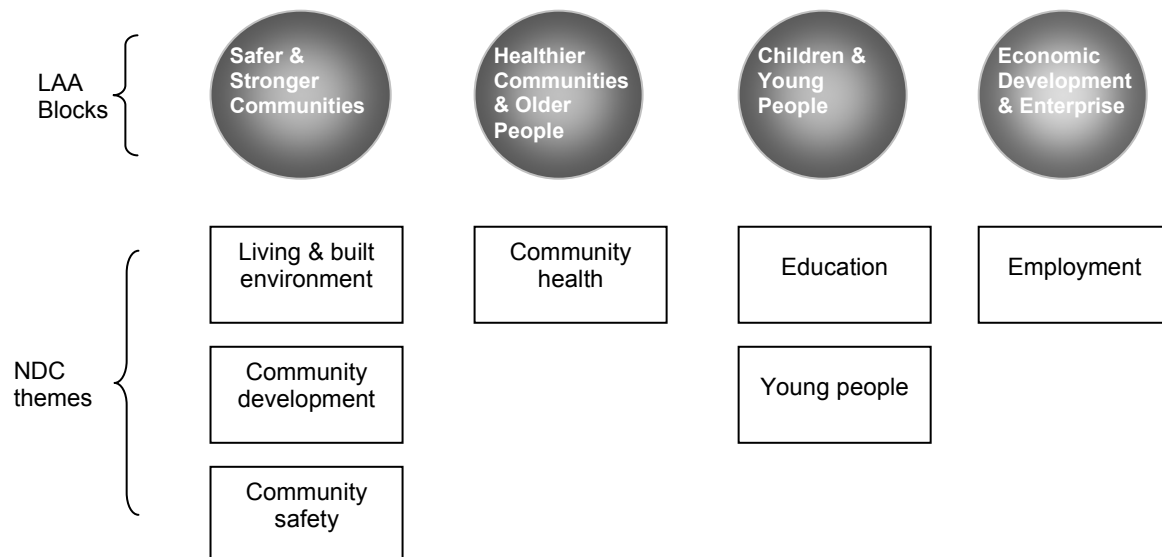 LAA
Blocks
Safer &
Stronger
Communities
Healthier
Communities
& Older
People
Children &
Young
People
Economic
Development
& Enterprise
NDC
themes
Living & built
environment
Community
health
Education
Employment
Community
development
Young people
Community
safety